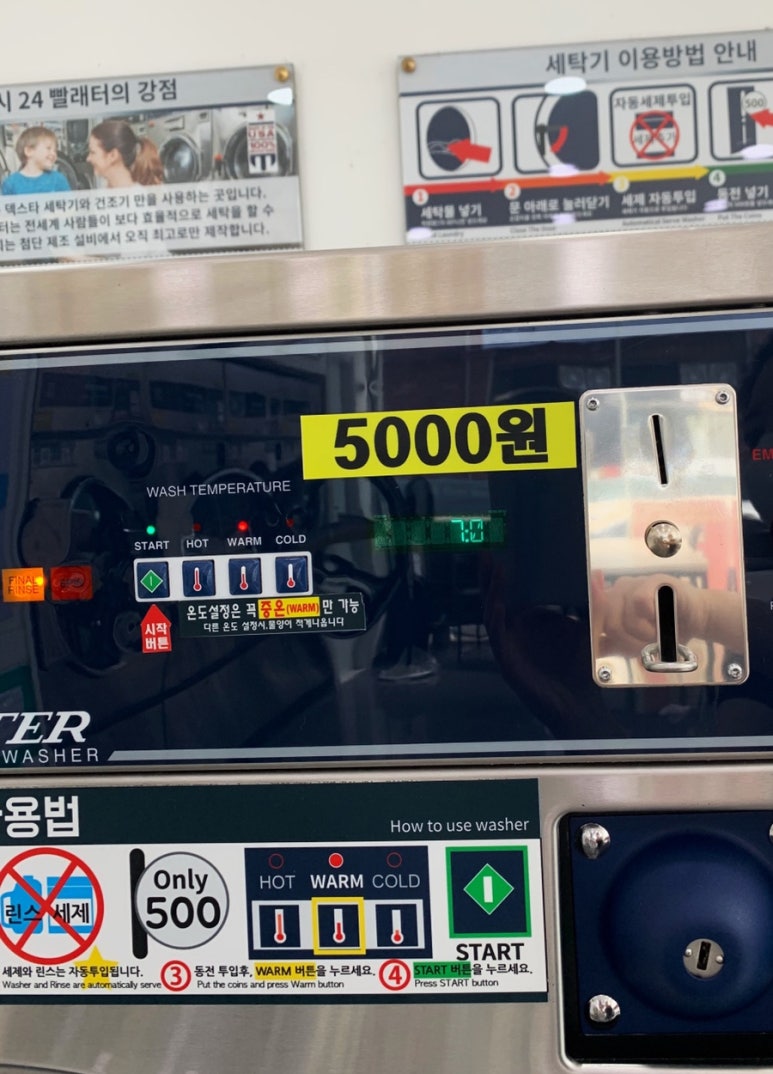 시 24 빨래터의 강점
USA
100%
덱스타 세탁기와 건조기 만을 사용하는 곳입니다.
터는 전세계 사람들이 보다 효율적으로 세탁을 할 수
는 첨단 제조 설비에서 오직 최고로만 제작합니다.
세탁기 이용방법 안내
자동세제투입
500
1 2 3 4
세탁물 넣기 문 아래로 눌러닫기 세제 자동투입 동전 넣기
5000원
WASH TEMPERATURE
START HOT WARM COLD
7.0
EM
FINAL
RINSE
온도설정은 꼭 중온(WARM)만 가능
다른 온도 설정시,물양이 적게나옵니다
시작
버튼
TER
WASHER
용법
How to use washer
린스 세제
Only
500
HOT WARM COLD
START
세제와 린스는 자동투입됩니다.
Washer and Rinse are automatically serve
3 동전 투입후, WARM 버튼을 누르세요.
Put the coins and press Warm button
4 START 버튼을 누르세요.
Press START button